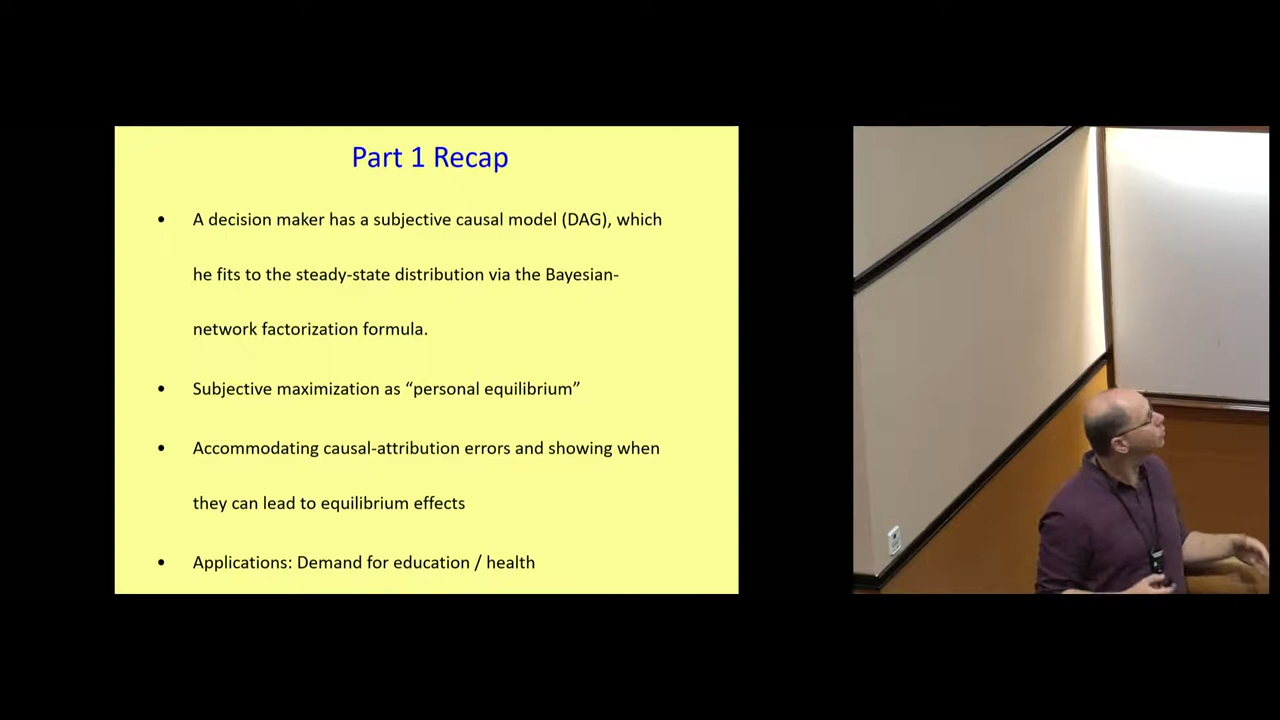 Part 1 Recap
• A decision maker has a subjective causal model (DAG), which
he fits to the steady-state distribution via the Bayesian-
network factorization formula.
• Subjective maximization as “personal equilibrium”
• Accommodating causal-attribution errors and showing when
they can lead to equilibrium effects
• Applications: Demand for education / health